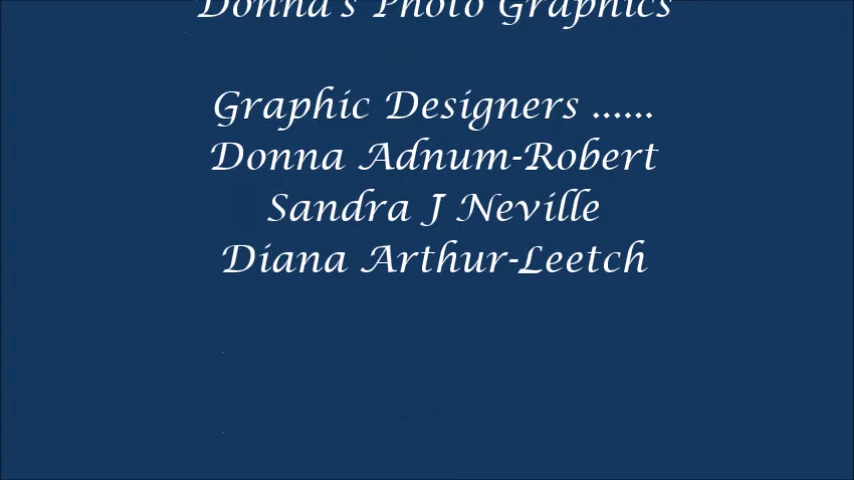 Donna's Photo Graphics
Graphic Designers ......
Donna Adnum-Robert
Sandra J Neville
Diana Arthur-Leetch